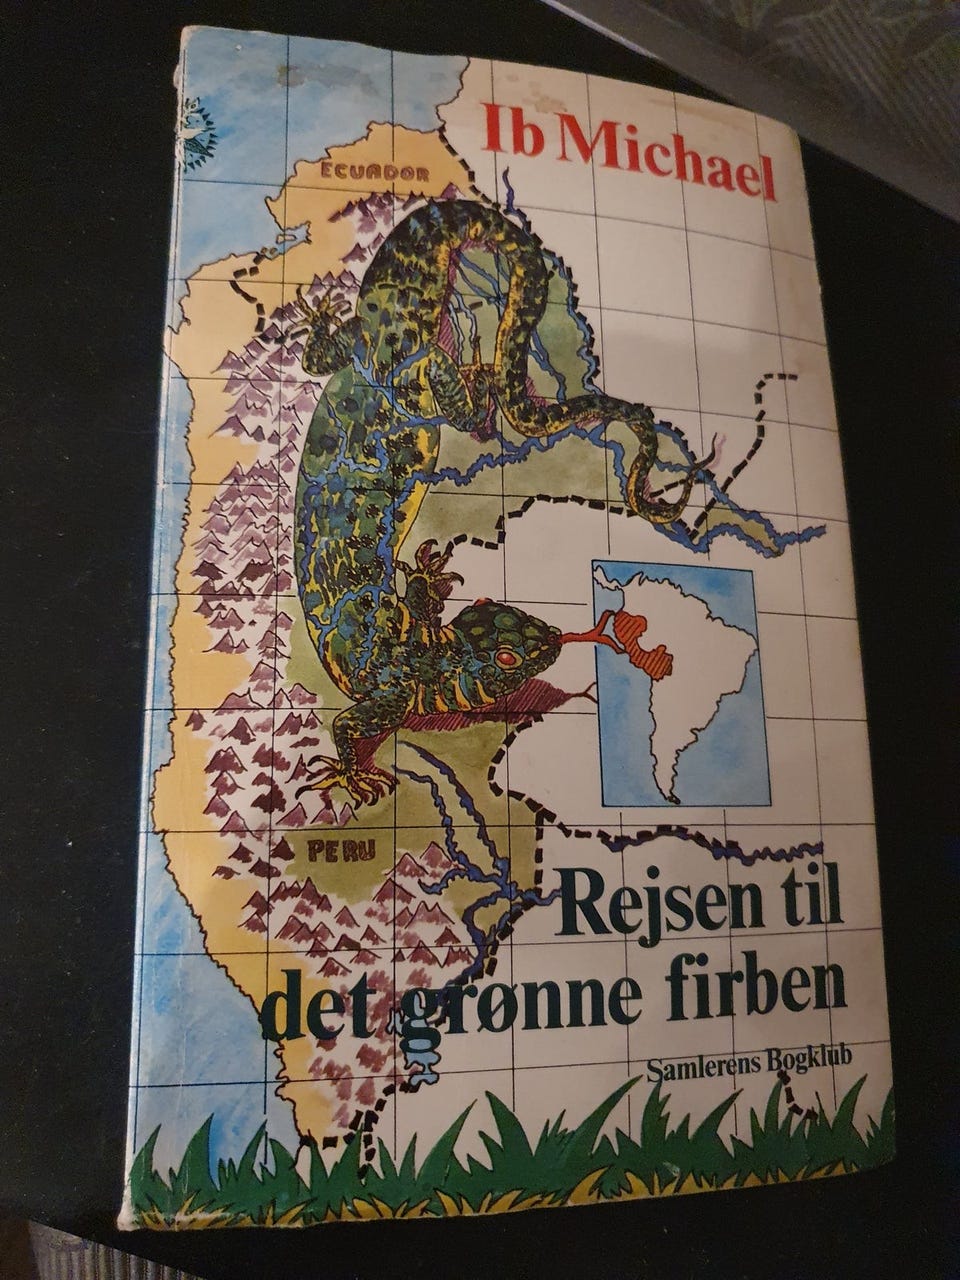 Ib Michael
ECUADOR
PERU
Rejsen til
det grønne firben
Samlerens Bogklub